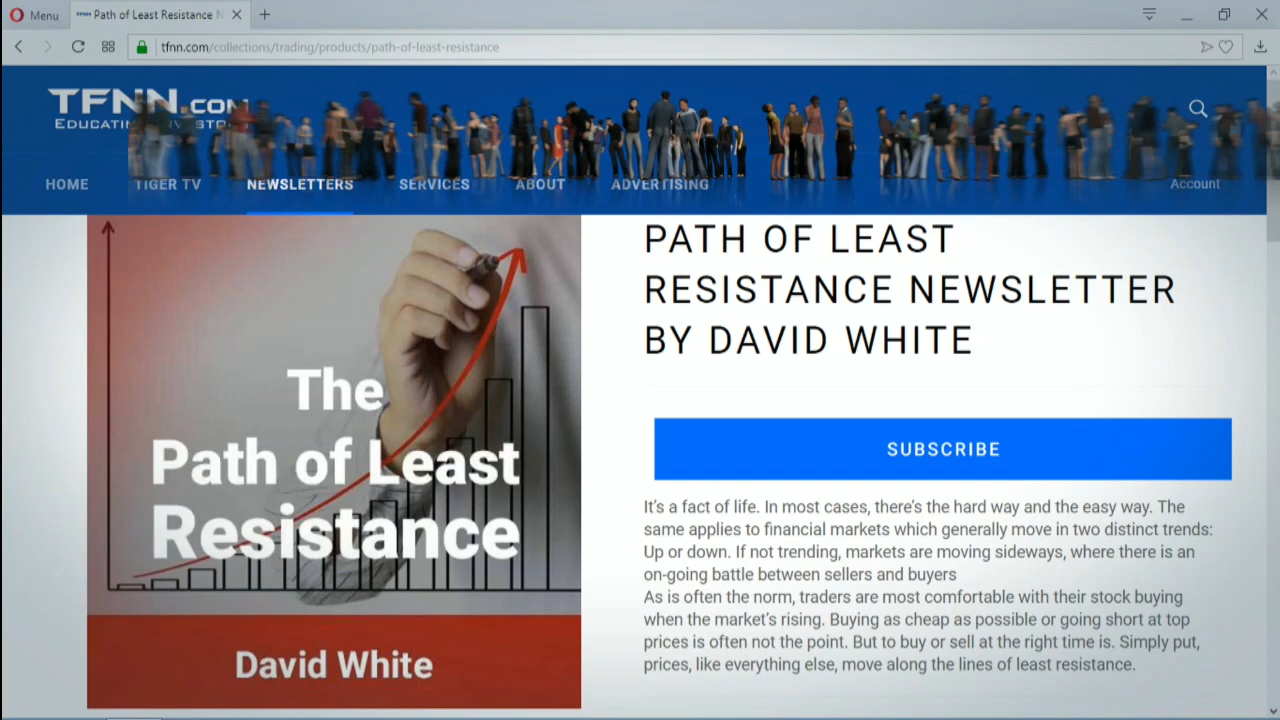 Menu
Path of Least Resistance
tfnn.com/collections/trading/products/path-of-least-resistance
TFNN.COM
HOME
TIGER TV
NEWSLETTERS
SERVICES
ABOUT
ADVERTISING
Account
The
Path of Least
Resistance
David White
PATH OF LEAST
RESISTANCE NEWSLETTER
BY DAVID WHITE
SUBSCRIBE
It's a fact of life. In most cases, there's the hard way and the easy way. The
same applies to financial markets which generally move in two distinct trends:
Up or down. If not trending, markets are moving sideways, where there is an
on-going battle between sellers and buyers
As is often the norm, traders are most comfortable with their stock buying
when the market's rising. Buying as cheap as possible or going short at top
prices is often not the point. But to buy or sell at the right time is. Simply put,
prices, like everything else, move along the lines of least resistance.